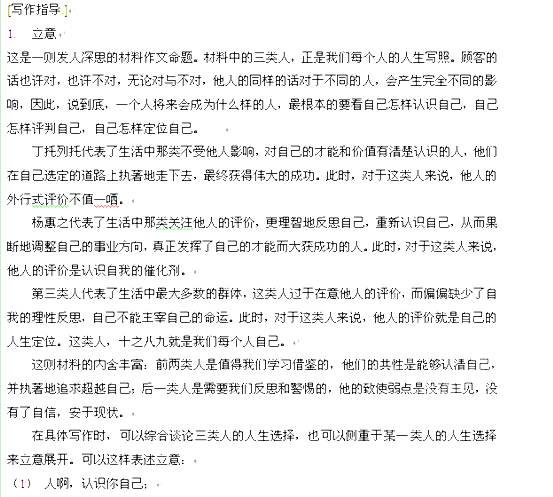 [写作指导]
1. 立意
这是一则发人深思的材料作文命题。材料中的三类人，正是我们每个人的人生写照。顾客的
话也许对，也许不对，无论对与不对，他人的同样的话对于不同的人，会产生完全不同的影
响，因此，说到底，一个人将来会成为什么样的人，最根本的要看自己怎样认识自己，自己
怎样评判自己，自己怎样定位自己。
丁托列托代表了生活中那类不受他人影响，对自己的才能和价值有清楚认识的人，他们
在自己选定的道路上执著地走下去，最终获得伟大的成功。此时，对于这类人来说，他人的
外行式评价不值一哂。
杨惠之代表了生活中那类关注他人的评价，更理智地反思自己，重新认识自己，从而果
断地调整自己的事业方向，真正发挥了自己的才能而大获成功的人。此时，对于这类人来说，
他人的评价是认识自我的催化剂。
第三类人代表了生活中最大多数的群体，这类人过于在意他人的评价，而偏偏缺少了自
我的理性反思，自己不能主宰自己的命运。此时，对于这类人来说，他人的评价就是自己的
人生定位。这类人，十之八九就是我们每个人自己。
这则材料的内含丰富：前两类人是值得我们学习借鉴的，他们的共性是能够认清自己，
并执著地追求超越自己；后一类人是需要我们反思和警惕的，他的致使弱点是没有主见，没
有了自信，安于现状。
在具体写作时，可以综合谈论三类人的人生选择，也可以侧重于某一类人的人生选择
来立意展开。可以这样表述立意：
（1） 人啊，认识你自己；